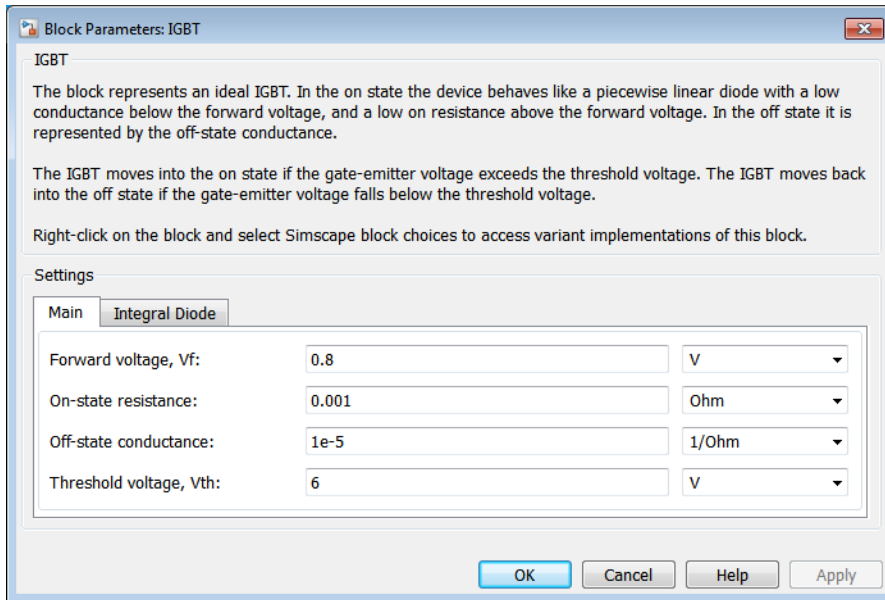 Block Parameters: IGBT
IGBT
The block represents an ideal IGBT. In the on state the device behaves like a piecewise linear diode with a low
conductance below the forward voltage, and a low on resistance above the forward voltage. In the off state it is
represented by the off-state conductance.
The IGBT moves into the on state if the gate-emitter voltage exceeds the threshold voltage. The IGBT moves back
into the off state if the gate-emitter voltage falls below the threshold voltage.
Right-click on the block and select Simscape block choices to access variant implementations of this block.
Settings
Main Integral Diode
Forward voltage, Vf: 0.8 V
On-state resistance: 0.001 Ohm
Off-state conductance: 1e-5 1/Ohm
Threshold voltage, Vth: 6 V
OK Cancel Help Apply